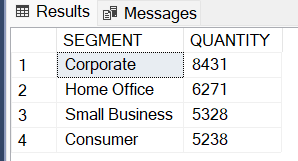 Results Messages
SEGMENT QUANTITY
1 Corporate 8431
2 Home Office 6271
3 Small Business 5328
4 Consumer 5238